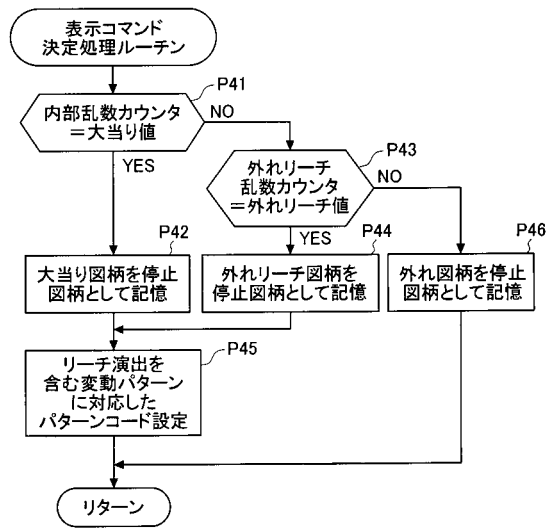 表示コマンド
決定処理ルーチン
P41
内部乱数カウンタ
=大当り値
NO
YES
P43
外れリーチ
乱数カウンタ
=外れリーチ値
NO
YES
P42
大当り図柄を停止
図柄として記憶
P44
外れリーチ図柄を
停止図柄として記憶
P46
外れ図柄を停止
図柄として記憶
P45
リーチ演出を
含む変動パターン
に対応した
パターンコード設定
リターン